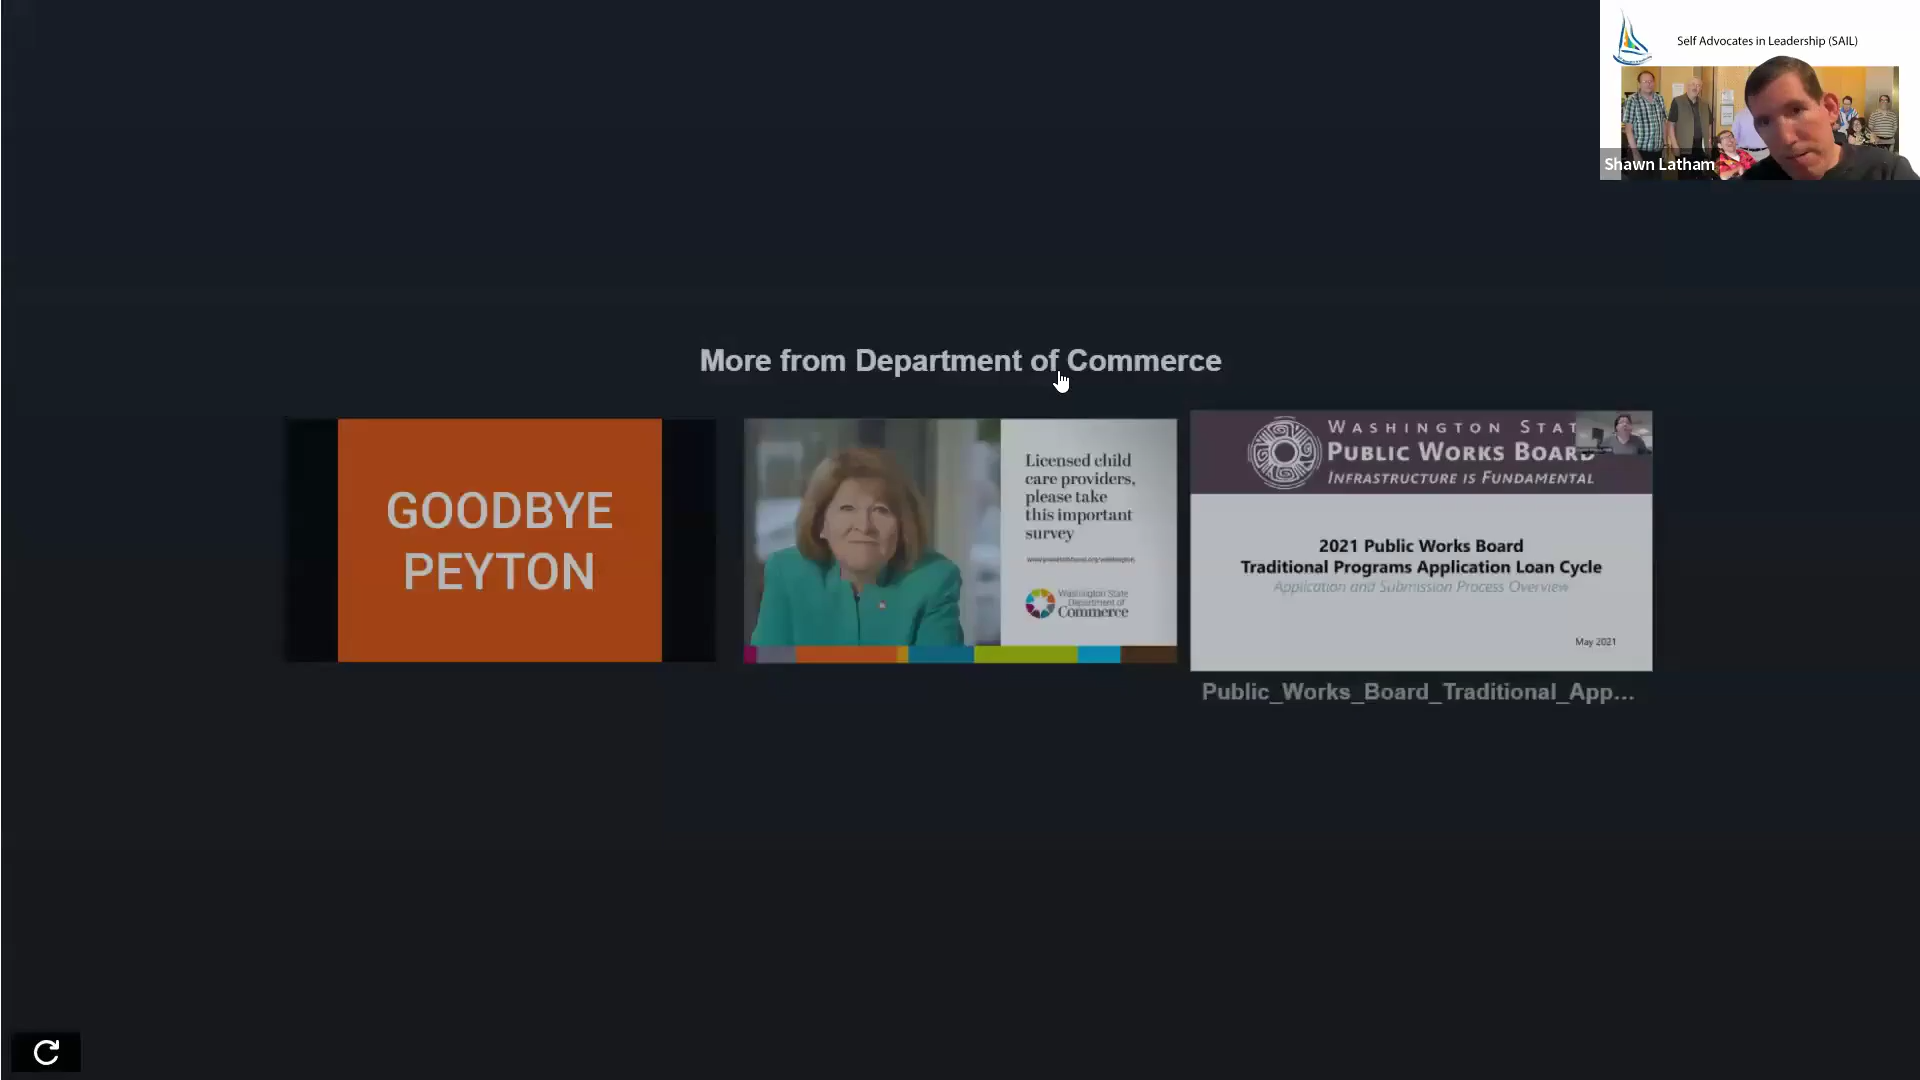 Self Advocates in Leadership (SAIL)
Shawn Latham
More from Department of Commerce
GOODBYE
PEYTON
Licensed child
care providers,
please take
this important
survey
Washington State
Department of
Commerce
WASHINGTON STAT
PUBLIC WORKS BOARD
INFRASTRUCTURE IS FUNDAMENTAL
2021 Public Works Board
Traditional Programs Application Loan Cycle
Application and Submission Process Overview
May 2021
Public_Works_Board_Traditional_App...